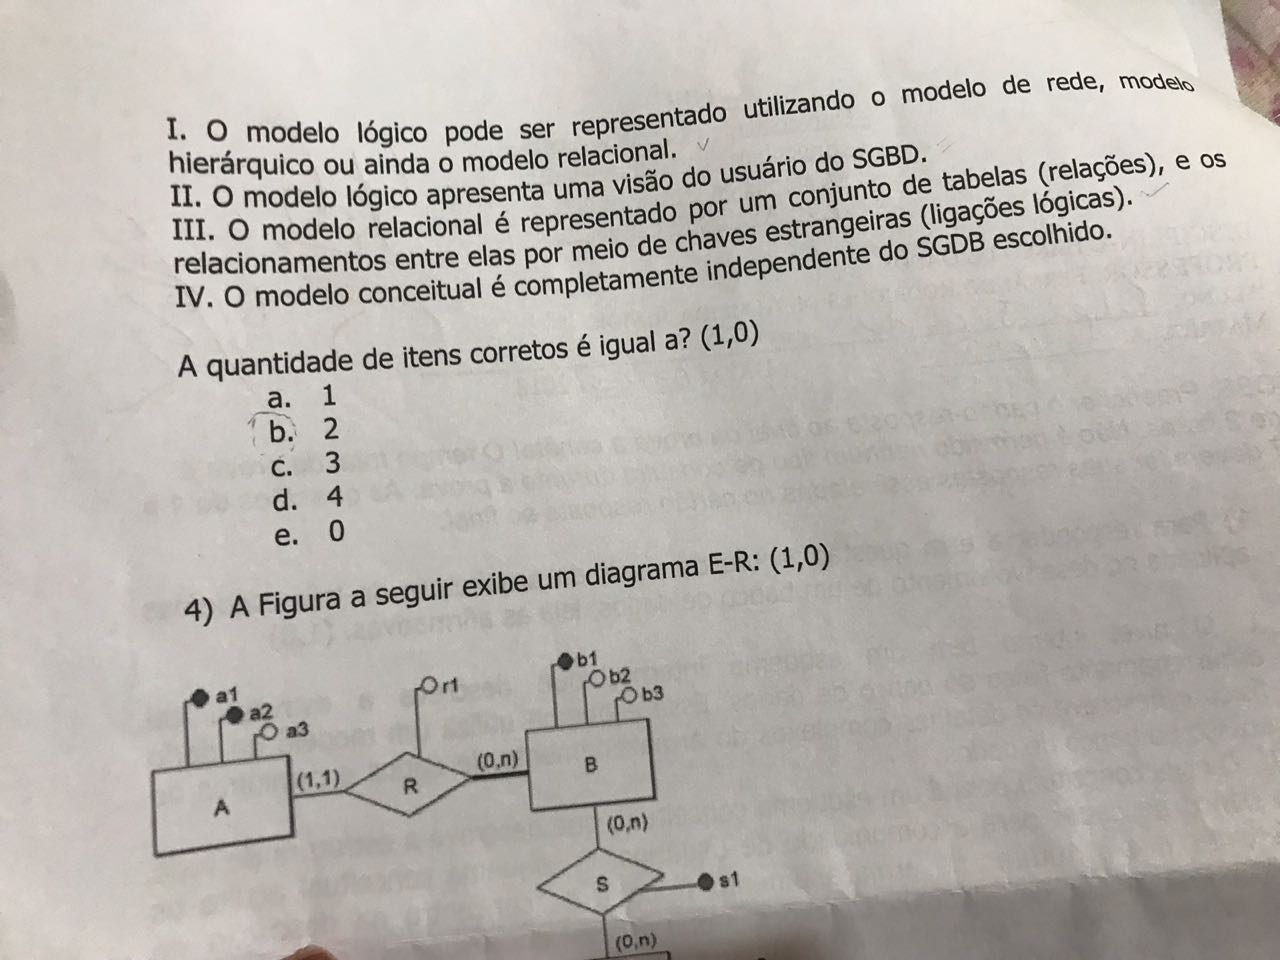 I. O modelo lógico pode ser representado utilizando o modelo de rede, modelo
hierárquico ou ainda o modelo relacional.
II. O modelo lógico apresenta uma visão do usuário do SGBD.
III. O modelo relacional é representado por um conjunto de tabelas (relações), e os
relacionamentos entre elas por meio de chaves estrangeiras (ligações lógicas).
IV. O modelo conceitual é completamente independente do SGDB escolhido.
A quantidade de itens corretos é igual a? (1,0)
a. 1
b. 2
c. 3
d. 4
e. 0
4) A Figura a seguir exibe um diagrama E-R: (1,0)
a1
a2
a3
r1
b1
b2
b3
A
(1,1)
R
(0,n)
B
(0,n)
S
s1
(0,n)